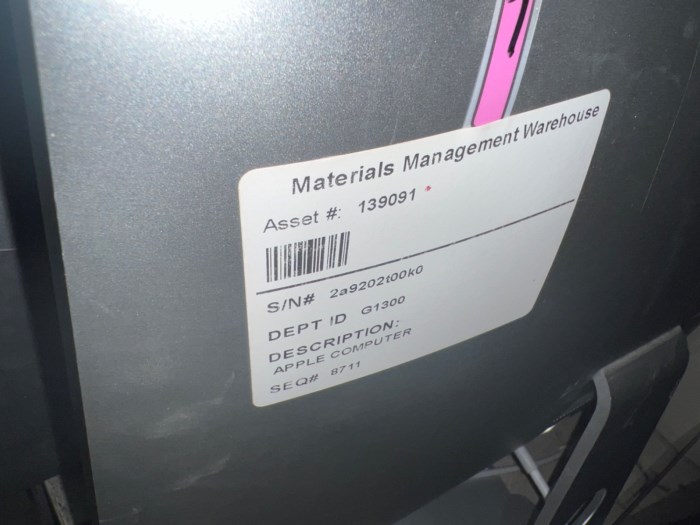 Materials Management Warehouse
Asset #: 139091
S/N# 2a9202t00k0
DEPT ID G1300
DESCRIPTION:
APPLE COMPUTER
SEQ# 8711